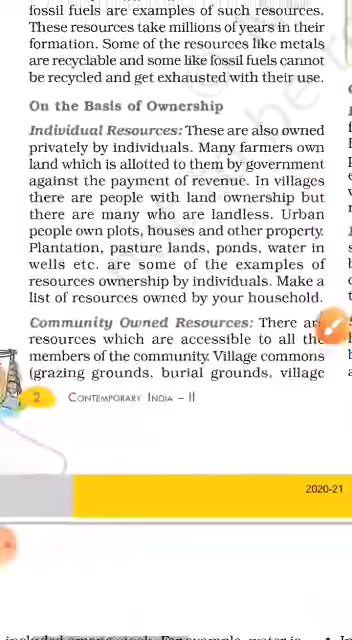 fossil fuels are examples of such resources.
These resources take millions of years in their
formation. Some of the resources like metals
are recyclable and some like fossil fuels cannot
be recycled and get exhausted with their use.
On the Basis of Ownership
Individual Resources: These are also owned
privately by individuals. Many farmers own
land which is allotted to them by government
against the payment of revenue. In villages
there are people with land ownership but
there are many who are landless. Urban
people own plots, houses and other property.
Plantation, pasture lands, ponds, water in
wells etc. are some of the examples of
resources ownership by individuals. Make a
list of resources owned by your household.
Community Owned Resources: There are
resources which are accessible to all the
members of the community. Village commons
(grazing grounds, burial grounds, village
2 CONTEMPORARY INDIA – II
2020-21